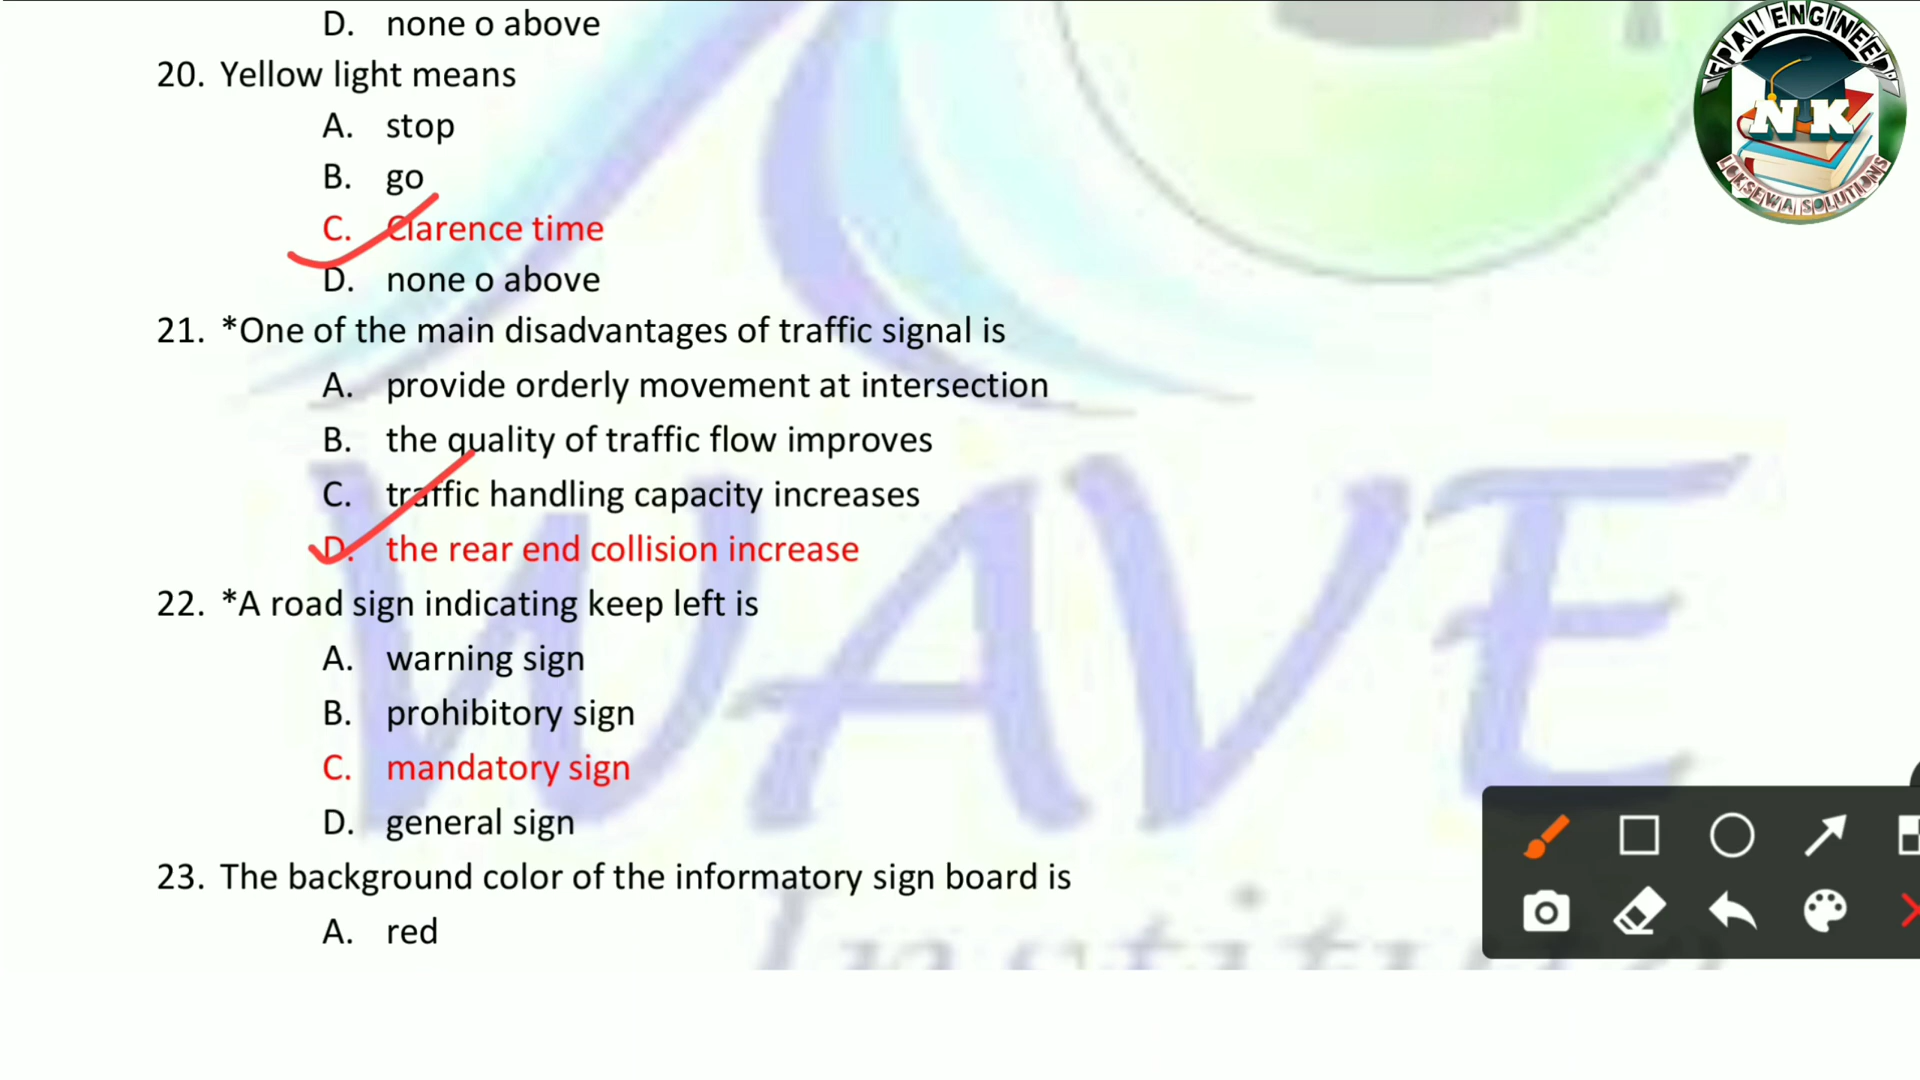 D. none o above
20. Yellow light means
A. stop
B. go
C. Clarence time
D. none o above
21. *One of the main disadvantages of traffic signal is
A. provide orderly movement at intersection
B. the quality of traffic flow improves
C. traffic handling capacity increases
D. the rear end collision increase
22. *A road sign indicating keep left is
A. warning sign
B. prohibitory sign
C. mandatory sign
D. general sign
23. The background color of the informatory sign board is
A. red
WAVE
EPAL ENGINEER
NK
LOKSEWA SOLUTIONS